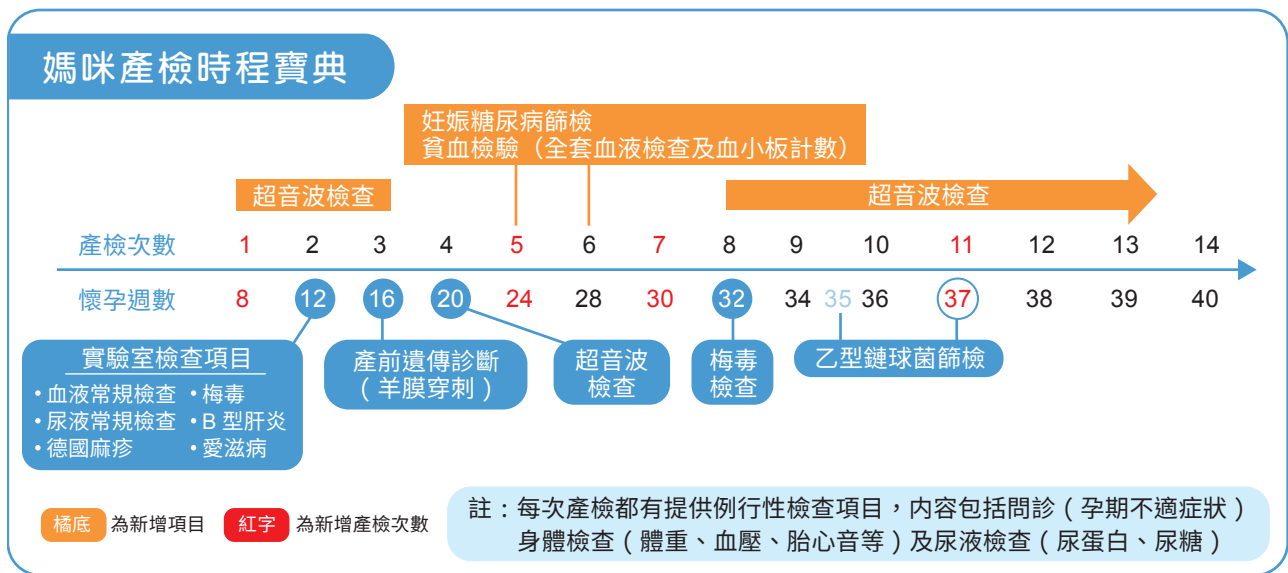 媽咪產檢時程寶典
妊娠糖尿病篩檢
貧血檢驗（全套血液檢查及血小板計數）
超音波檢查
超音波檢查
產檢次數 1 2 3 4 5 6 7 8 9 10 11 12 13 14
懷孕週數 8 12 16 20 24 28 30 32 34 35 36 37 38 39 40
實驗室檢查項目
• 血液常規檢查 • 梅毒
• 尿液常規檢查 • B 型肝炎
• 德國麻疹 • 愛滋病
產前遺傳診斷
（羊膜穿刺）
超音波
檢查
梅毒
檢查
乙型鏈球菌篩檢
橘底 為新增項目 紅字 為新增產檢次數
註：每次產檢都有提供例行性檢查項目，內容包括問診（孕期不適症狀）
身體檢查（體重、血壓、胎心音等）及尿液檢查（尿蛋白、尿糖）